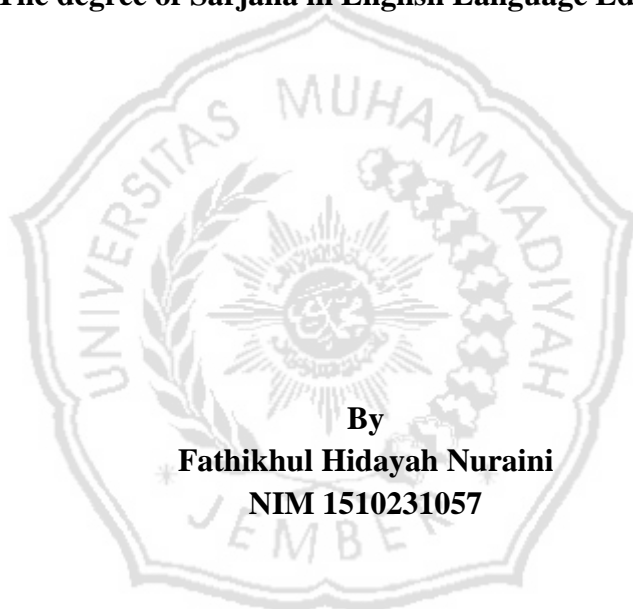 The degree of Sarjana in English Language Ed
By
Fathikhul Hidayah Nuraini
NIM 1510231057
UNIVERSITAS MUHAMMADIYAH
JEMBER